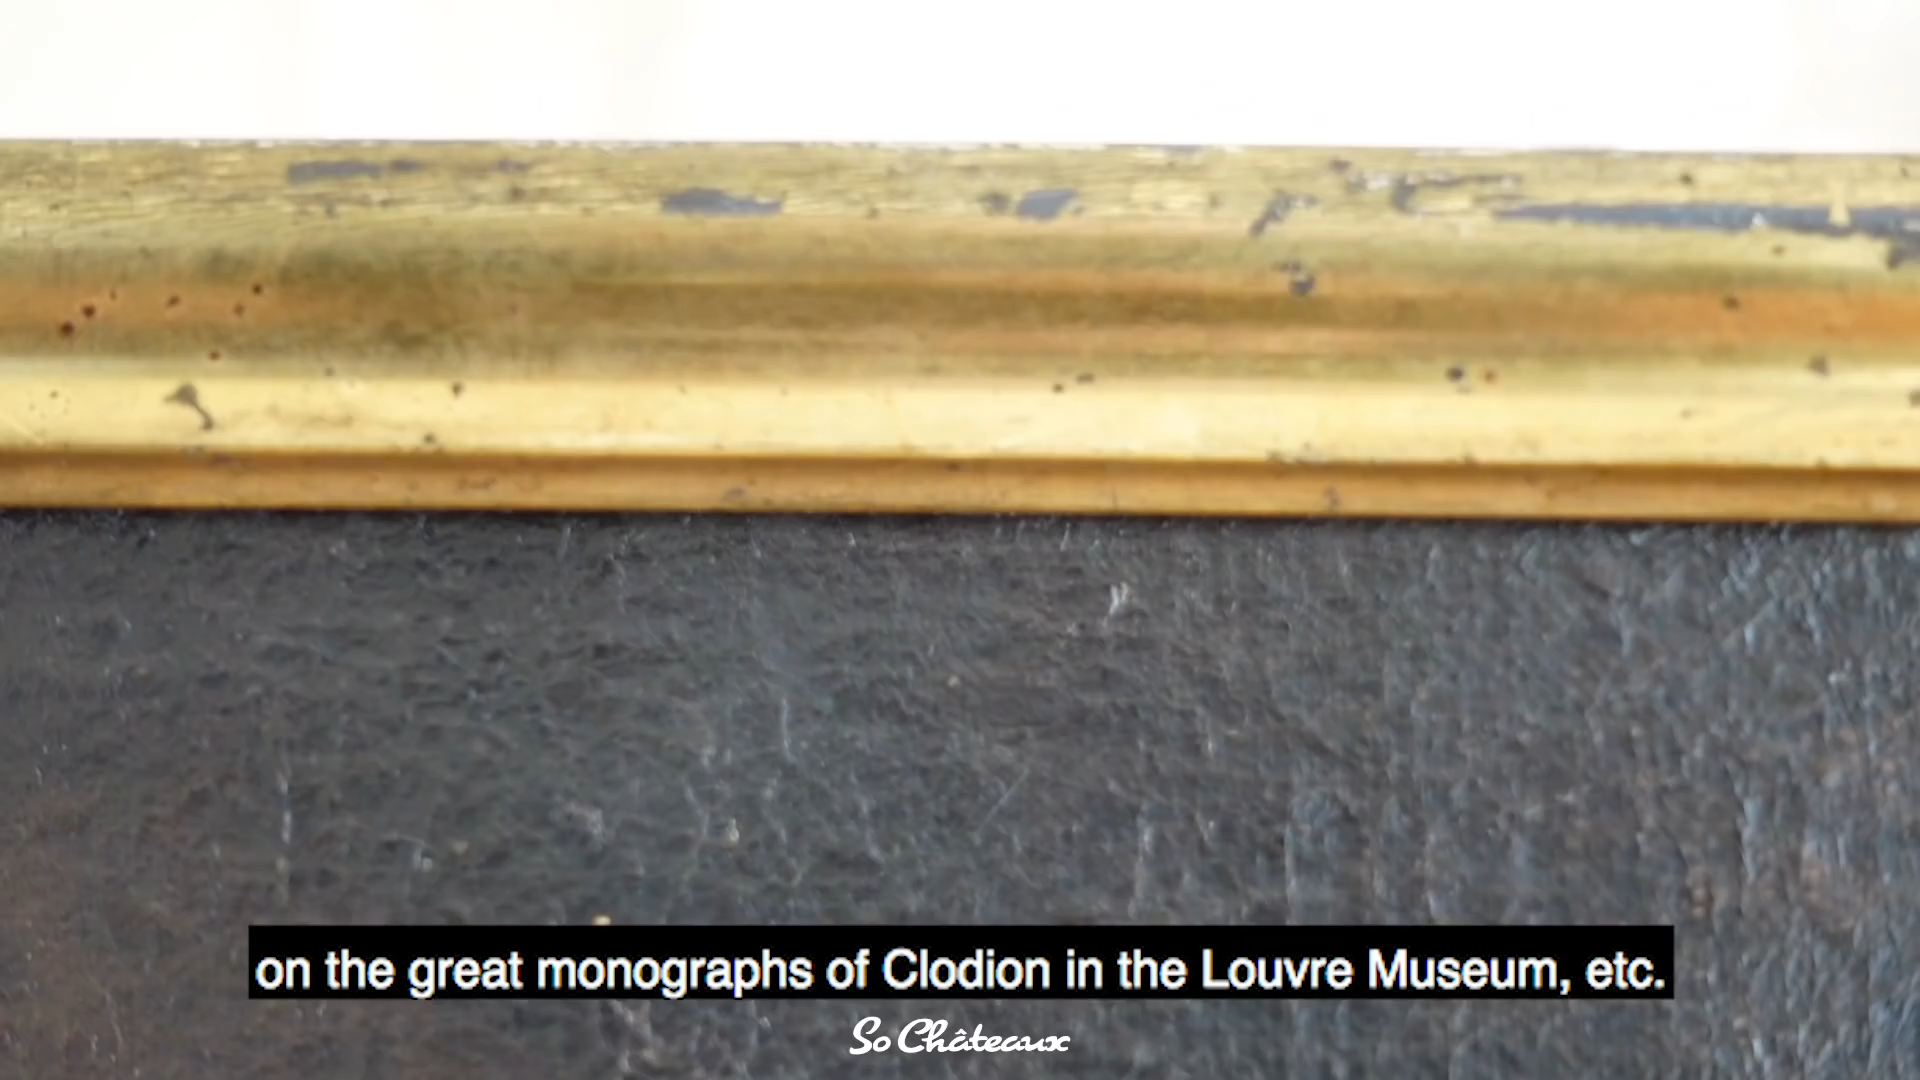 on the great monographs of Clodion in the Louvre Museum, etc.
So Châteaux